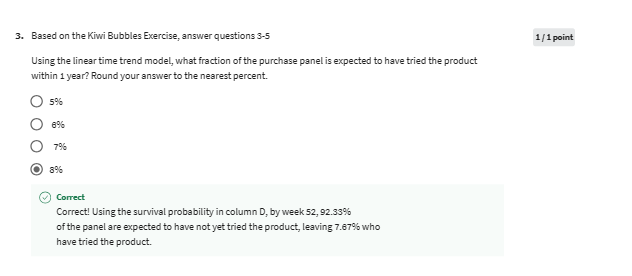 3. Based on the Kiwi Bubbles Exercise, answer questions 3-5
1 / 1 point
Using the linear time trend model, what fraction of the purchase panel is expected to have tried the product
within 1 year? Round your answer to the nearest percent.
5%
6%
7%
8%
Correct
Correct! Using the survival probability in column D, by week 52, 92.33%
of the panel are expected to have not yet tried the product, leaving 7.67% who
have tried the product.